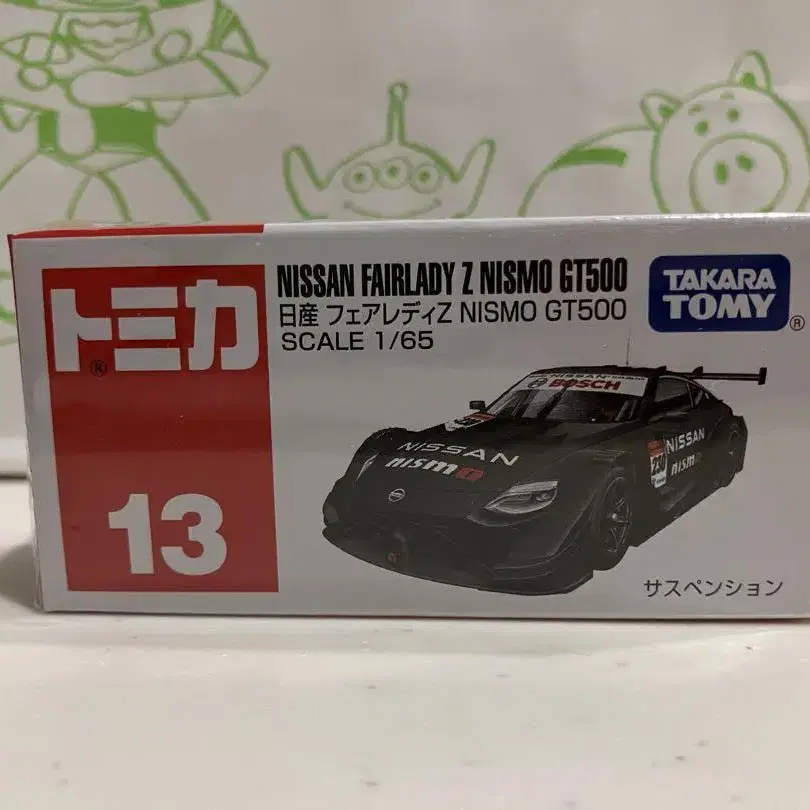 トミカ
®
13
NISSAN FAIRLADY Z NISMO GT500
日産 フェアレディZ NISMO GT500
SCALE 1/65
TAKARA
TOMY
®
NISSAN
BOSCH
NISSAN
nismo
NISSAN
nismo
サスペンション